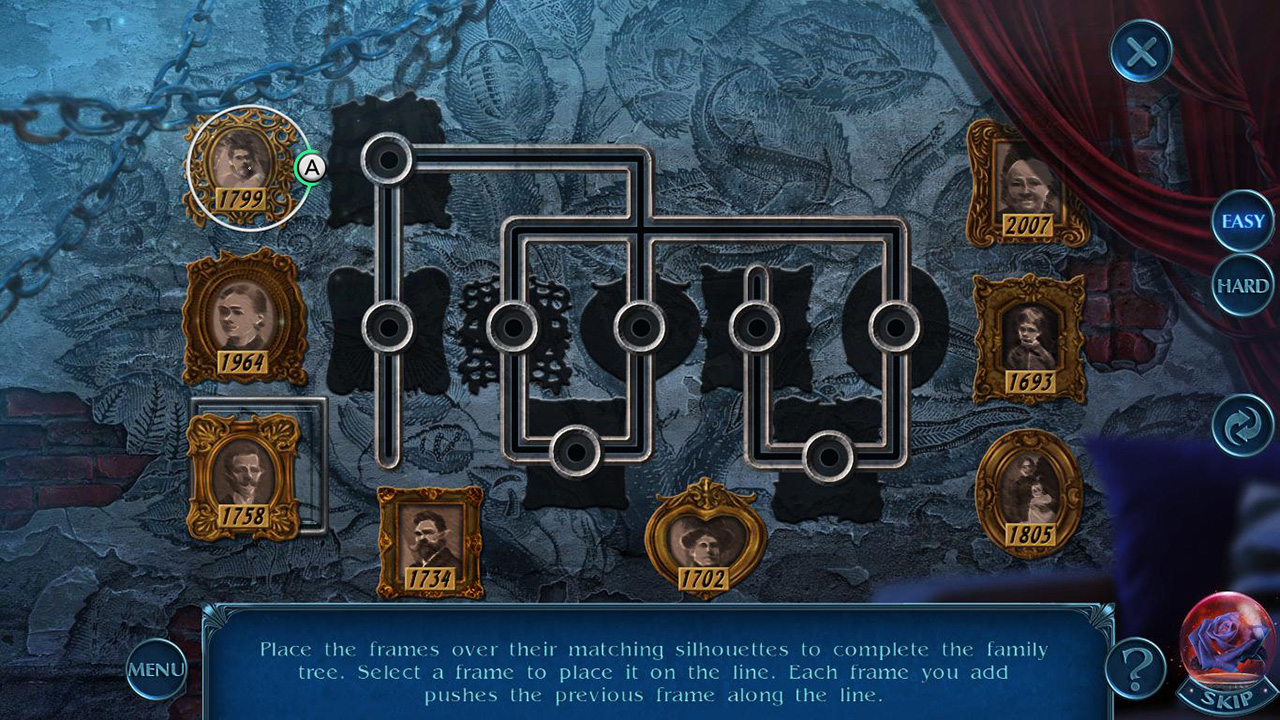 A
1799
2007
EASY
1964
HARD
1693
1758
1805
1734
1702
Place the frames over their matching silhouettes to complete the family
tree. Select a frame to place it on the line. Each frame you add
pushes the previous frame along the line.
MENU
?
SKIP